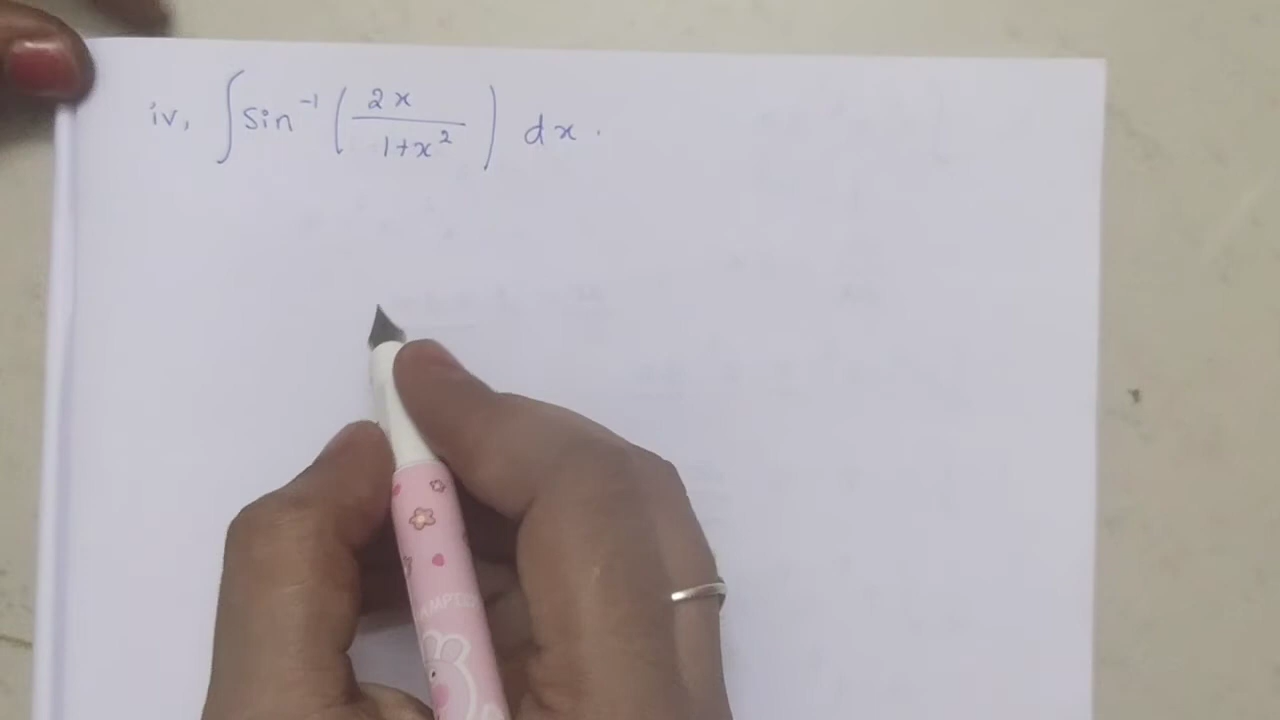 iv, ∫ sin⁻¹ (2x / 1+x²) dx.